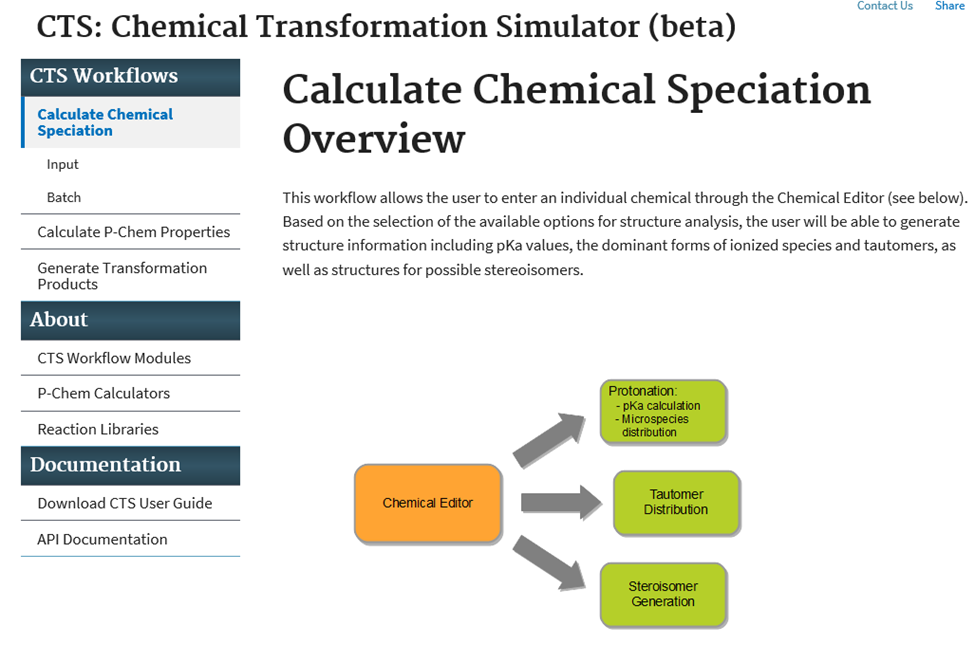 Contact Us Share
CTS: Chemical Transformation Simulator (beta)
CTS Workflows
Calculate Chemical
Speciation
Input
Batch
Calculate P-Chem Properties
Generate Transformation
Products
About
CTS Workflow Modules
P-Chem Calculators
Reaction Libraries
Documentation
Download CTS User Guide
API Documentation
Calculate Chemical Speciation
Overview
This workflow allows the user to enter an individual chemical through the Chemical Editor (see below).
Based on the selection of the available options for structure analysis, the user will be able to generate
structure information including pKa values, the dominant forms of ionized species and tautomers, as
well as structures for possible stereoisomers.
Chemical Editor
Protonation:
- pKa calculation
- Microspecies
distribution
Tautomer
Distribution
Steroisomer
Generation